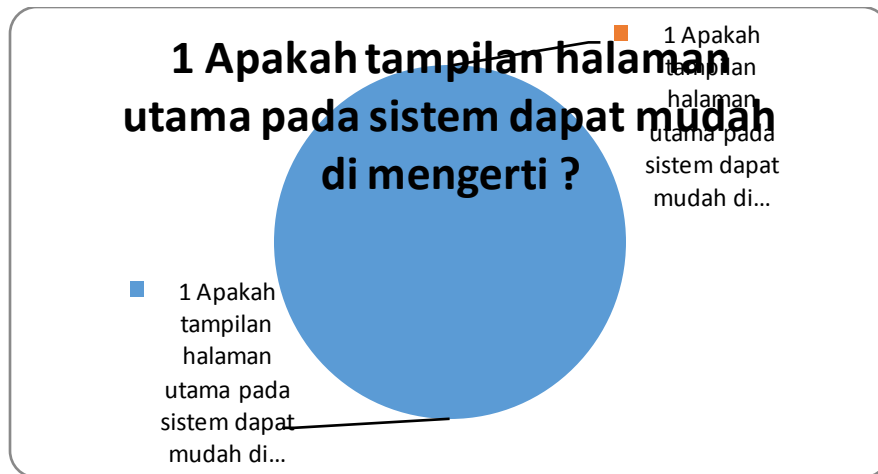 1 Apakah tampilan halaman
utama pada sistem dapat mudah
di mengerti ?
1 Apakah
tampilan
halaman
utama pada
sistem dapat
mudah di...
1 Apakah
tampilan
halaman
utama pada
sistem dapat
mudah di...